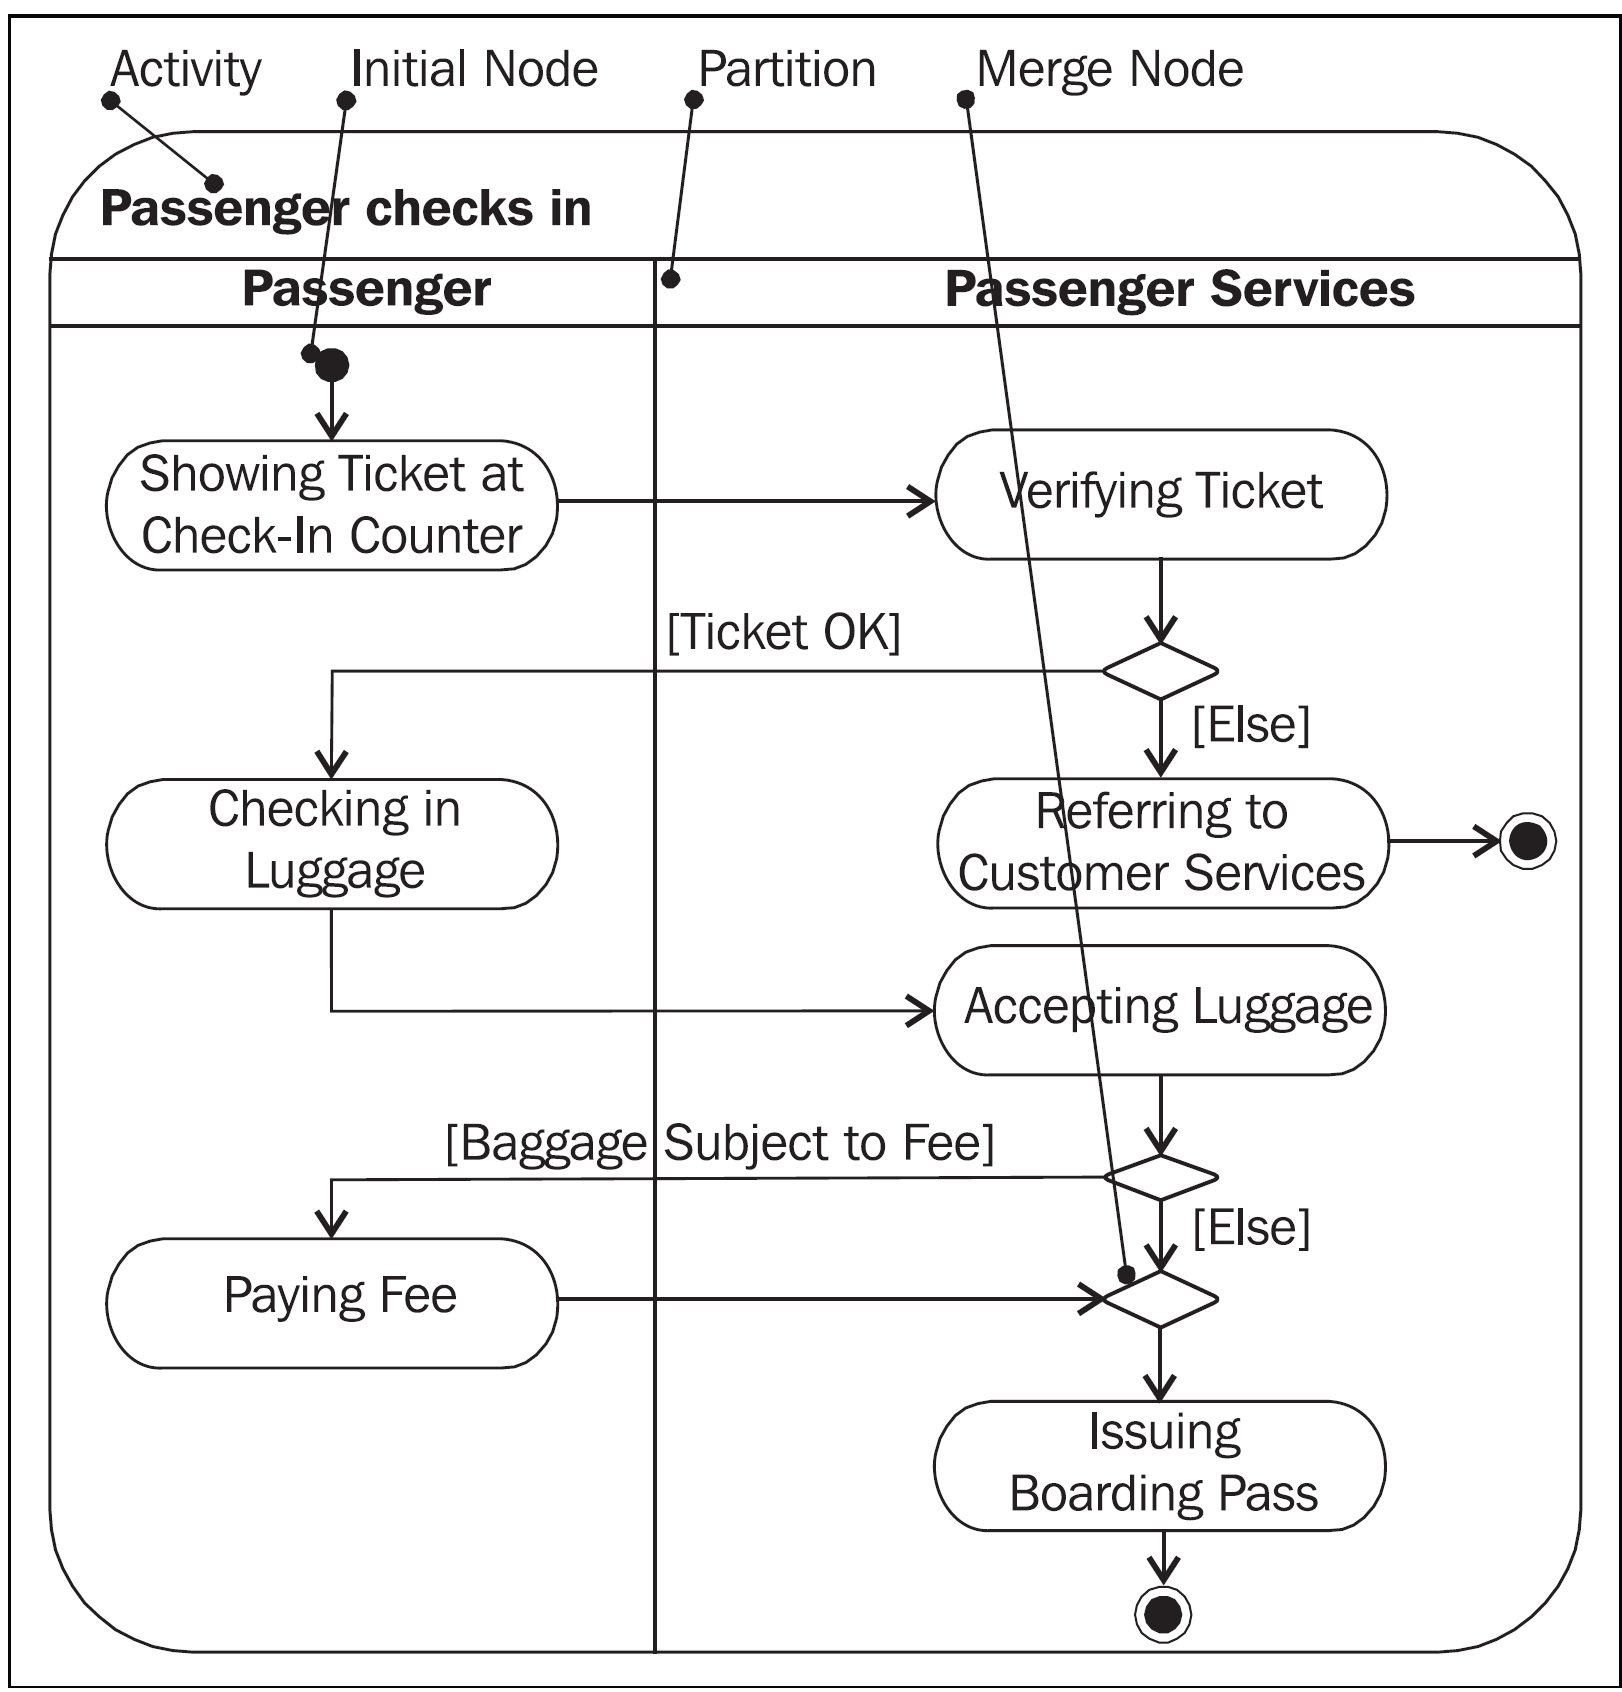 Activity
Initial Node
Partition
Merge Node
Passenger checks in
Passenger
Passenger Services
Showing Ticket at
Check-In Counter
Verifying Ticket
[Ticket OK]
[Else]
Checking in
Luggage
Referring to
Customer Services
Accepting Luggage
[Baggage Subject to Fee]
[Else]
Paying Fee
Issuing
Boarding Pass